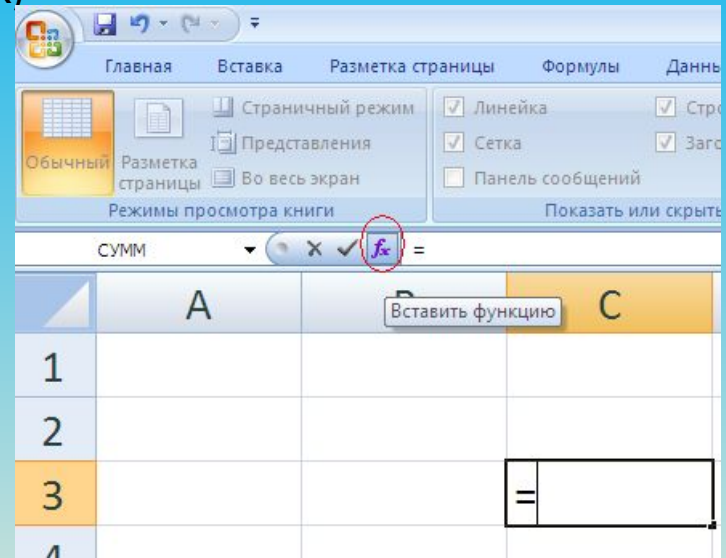 Главная Вставка Разметка страницы Формулы
Страничный режим Линейка
Представления Сетка
Обычный Разметка страницы Во весь экран Панель сообщений
Режимы просмотра книги Показать или скрыть
СУММ fx =
A C
Вставить функцию
1
2
3 =
4